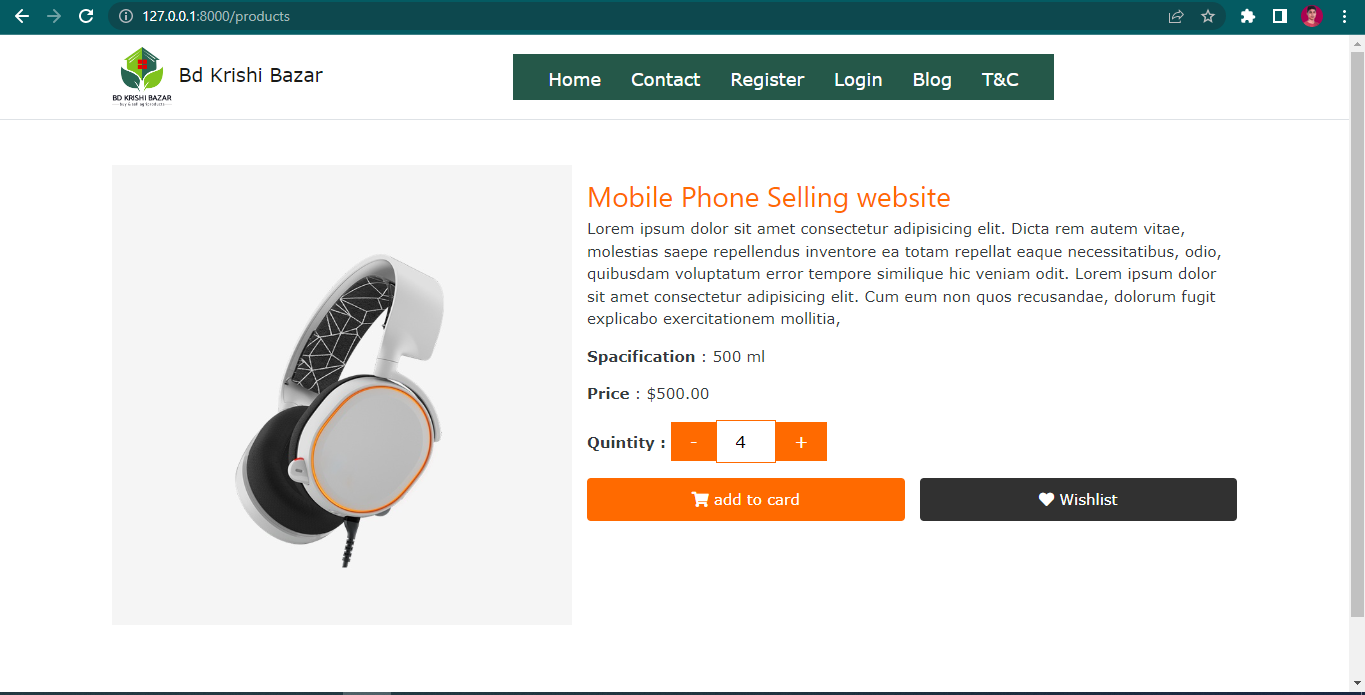 127.0.0.1:8000/products
BD KRISHI BAZAR
Bd Krishi Bazar
Home Contact Register Login Blog T&C
Mobile Phone Selling website
Lorem ipsum dolor sit amet consectetur adipisicing elit. Dicta rem autem vitae,
molestias saepe repellendus inventore ea totam repellat eaque necessitatibus, odio,
quibusdam voluptatum error tempore similique hic veniam odit. Lorem ipsum dolor
sit amet consectetur adipisicing elit. Cum eum non quos recusandae, dolorum fugit
explicabo exercitationem mollitia,
Spacification : 500 ml
Price : $500.00
Quintity : - 4 +
add to card Wishlist